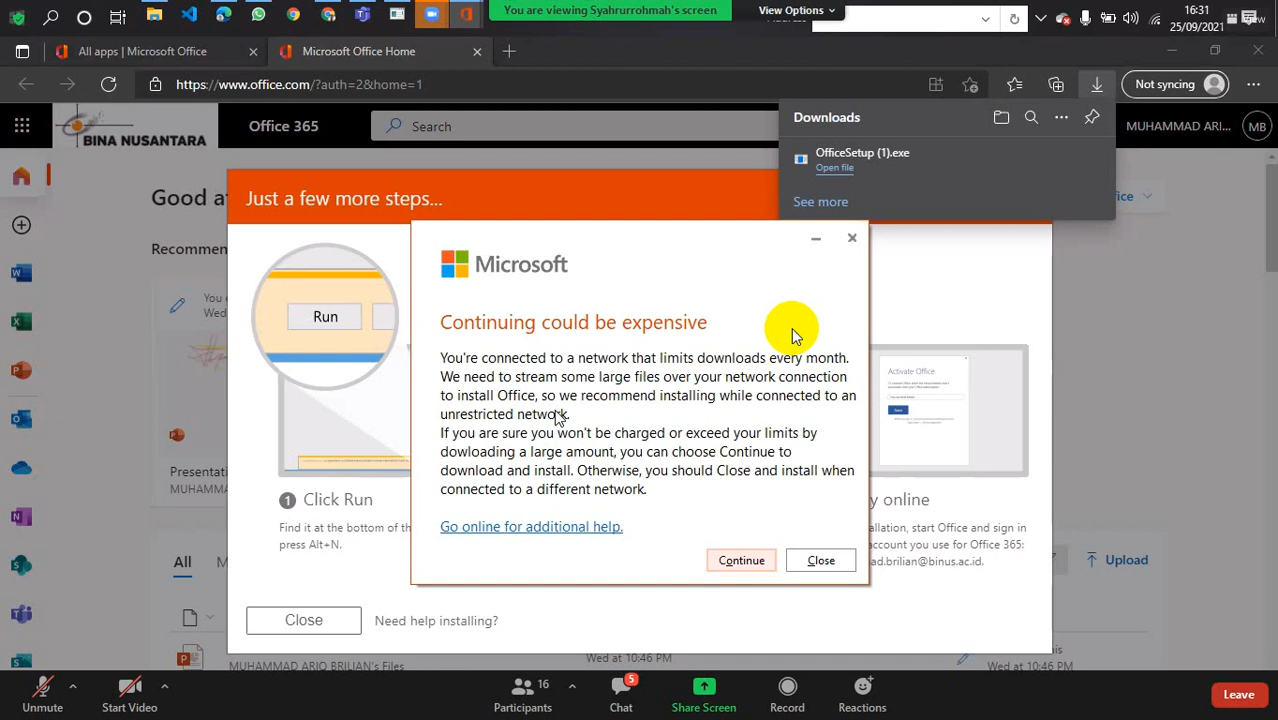 You are viewing Syahrurrohmah's screen
View Options
16:31
25/09/2021
All apps | Microsoft Office
Microsoft Office Home
https://www.office.com/?auth=2&home=1
Not syncing
BINA NUSANTARA
Office 365
Search
MUHAMMAD ARI...
MB
Downloads
OfficeSetup (1).exe
Open file
See more
Good a
Just a few more steps...
ice
Recommen
You e
Wed
Run
Microsoft
Continuing could be expensive
You're connected to a network that limits downloads every month.
We need to stream some large files over your network connection
to install Office, so we recommend installing while connected to an
unrestricted network.
If you are sure you won't be charged or exceed your limits by
dowloading a large amount, you can choose Continue to
download and install. Otherwise, you should Close and install when
connected to a different network.
Go online for additional help.
Continue
Close
Activate Office
Presentat
MUHAMM
1 Click Run
Find it at the bottom of th
press Alt+N.
y online
allation, start Office and sign in
account you use for Office 365:
ad.brilian@binus.ac.id.
All
M
Upload
Close
Need help installing?
MUHAMMAD ARIO BRILIAN's Files
Wed at 10:46 PM
his
Wed at 10:46 PM
Unmute
Start Video
16
Participants
5
Chat
Share Screen
Record
Reactions
Leave